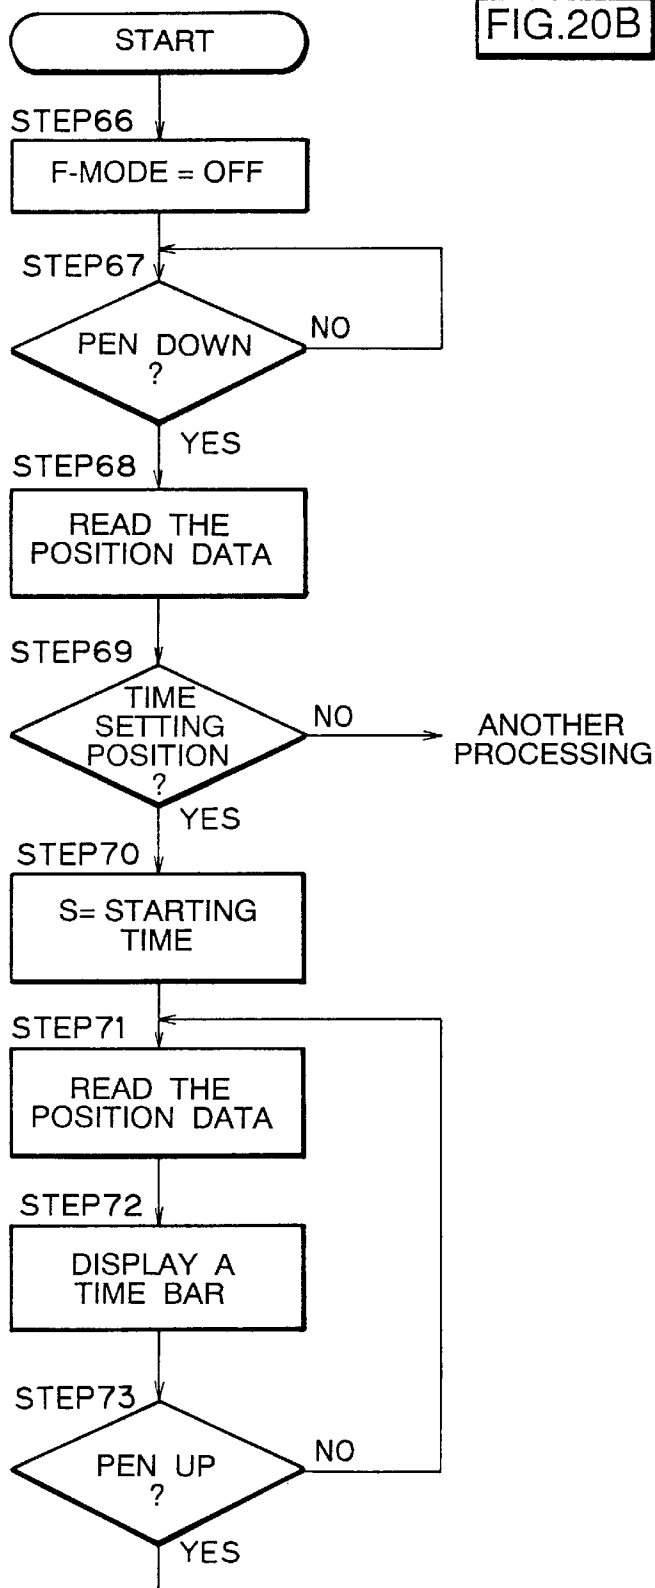 FIG.20B
START
STEP66
F-MODE = OFF
STEP67
PEN DOWN
?
NO
YES
STEP68
READ THE
POSITION DATA
STEP69
TIME
SETTING
POSITION
?
NO
ANOTHER
PROCESSING
YES
STEP70
S= STARTING
TIME
STEP71
READ THE
POSITION DATA
STEP72
DISPLAY A
TIME BAR
STEP73
PEN UP
?
NO
YES